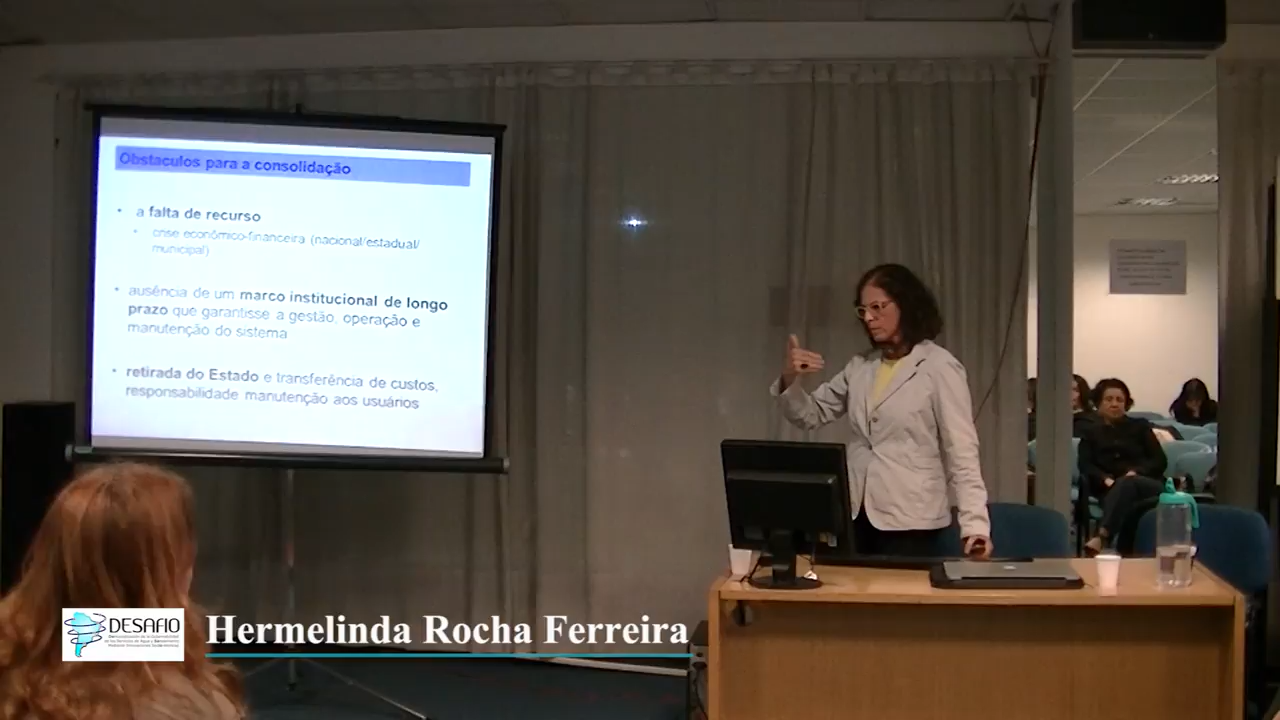 Obstaculos para a consolidação
• a falta de recurso
• crise econômico-financeira (nacional/estadual/
municipal)
• ausência de um marco institucional de longo
prazo que garantisse a gestão, operação e
manutenção do sistema
• retirada do Estado e transferência de custos,
responsabilidade manutenção aos usuários
DESAFIO
Hermelinda Rocha Ferreira